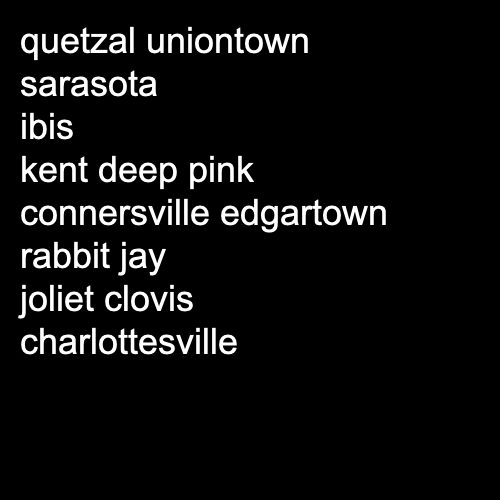 quetzal uniontown
sarasota
ibis
kent deep pink
connersville edgartown
rabbit jay
joliet clovis
charlottesville